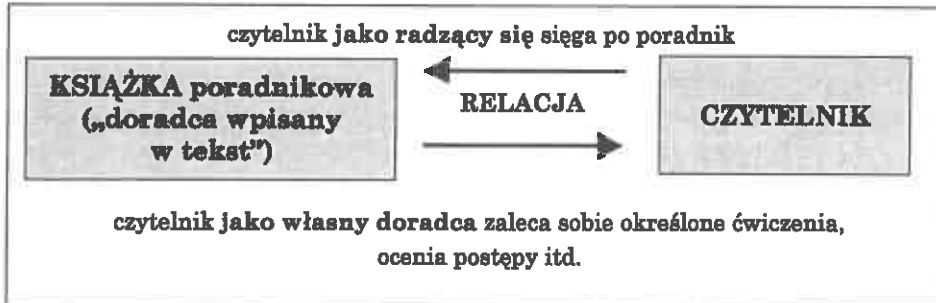 czytelnik jako radzący się sięga po poradnik
KSIĄŻKA poradnikowa
(„doradca wpisany
w tekst”)
RELACJA
CZYTELNIK
czytelnik jako własny doradca zaleca sobie określone ćwiczenia,
ocenia postępy itd.